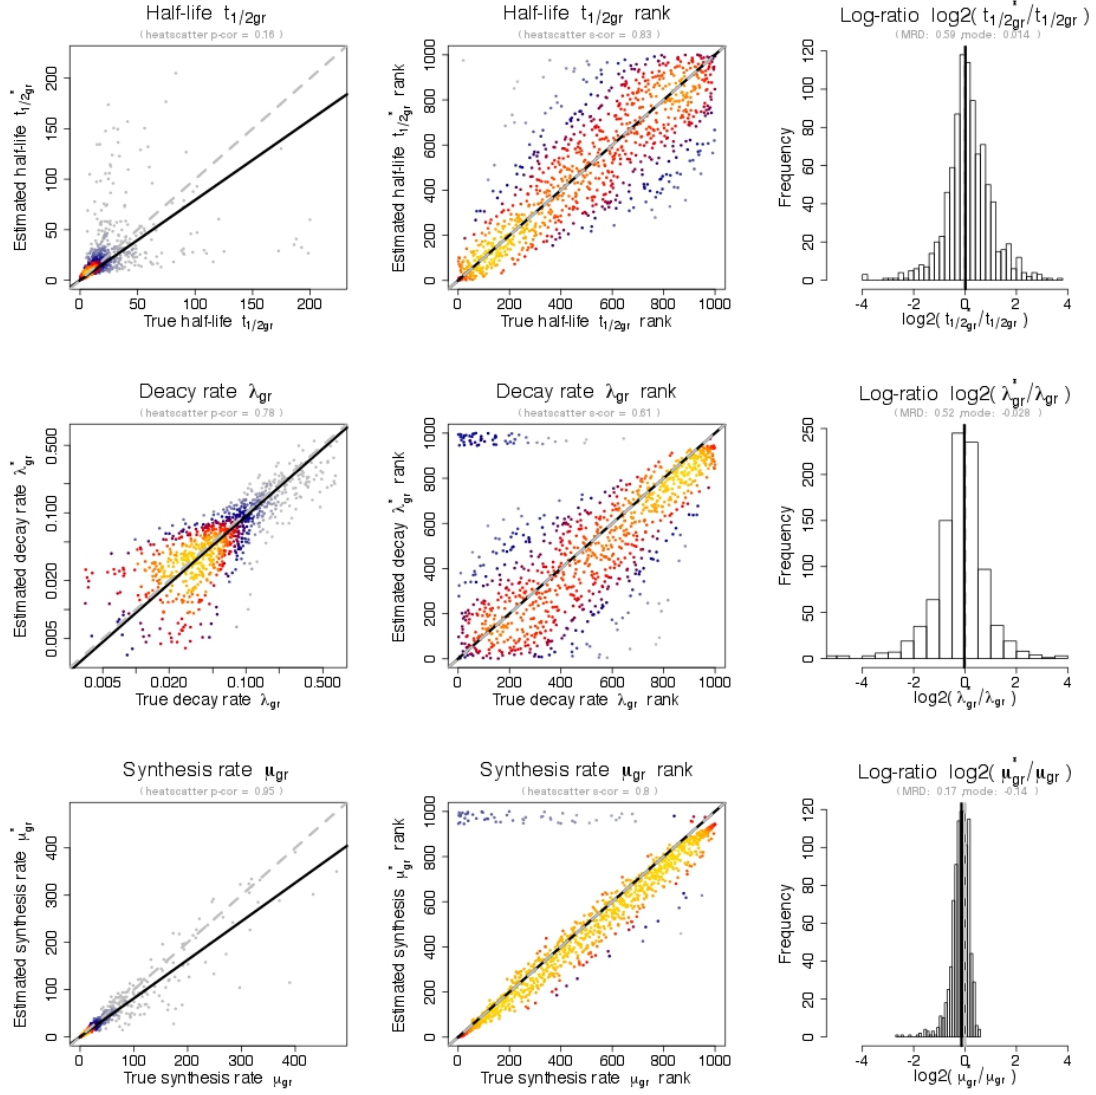 Half-life t1/2gr
(heatscatter p-cor = 0.16)
Estimated half-life t*1/2gr
200
150
100
50
0
0 50 100 150 200
True half-life t1/2gr
Half-life t1/2gr rank
(heatscatter s-cor = 0.83)
Estimated half-life t*1/2gr rank
1000
800
600
400
200
0
0 200 400 600 800 1000
True half-life t1/2gr rank
Log-ratio log2( t*1/2gr/t1/2gr )
(MRD: 0.59 ,mode: 0.014 )
Frequency
120
100
80
60
40
20
0
-4 -2 0 2 4
log2( t*1/2gr/t1/2gr )
Deacy rate λgr
(heatscatter p-cor = 0.78 )
Estimated decay rate λ*gr
0.500
0.100
0.020
0.005
0.005 0.020 0.100 0.500
True decay rate λgr
Decay rate λgr rank
(heatscatter s-cor = 0.61 )
Estimated decay λ*gr rank
1000
800
600
400
200
0
0 200 400 600 800 1000
True decay rate λgr rank
Log-ratio log2( λ*gr/λgr )
(MRD: 0.52 ,mode: -0.028 )
Frequency
250
200
150
100
50
0
-4 -2 0 2 4
log2( λ*gr/λgr )
Synthesis rate μgr
(heatscatter p-cor = 0.95 )
Estimated synthesis rate μ*gr
400
300
200
100
0
0 100 200 300 400
True synthesis rate μgr
Synthesis rate μgr rank
(heatscatter s-cor = 0.8 )
Estimated synthesis μ*gr rank
1000
800
600
400
200
0
0 200 400 600 800 1000
True synthesis rate μgr rank
Log-ratio log2( μ*gr/μgr )
(MRD: 0.17 ,mode: -0.14 )
Frequency
120
100
80
60
40
20
0
-4 -2 0 2 4
log2( μ*gr/μgr )